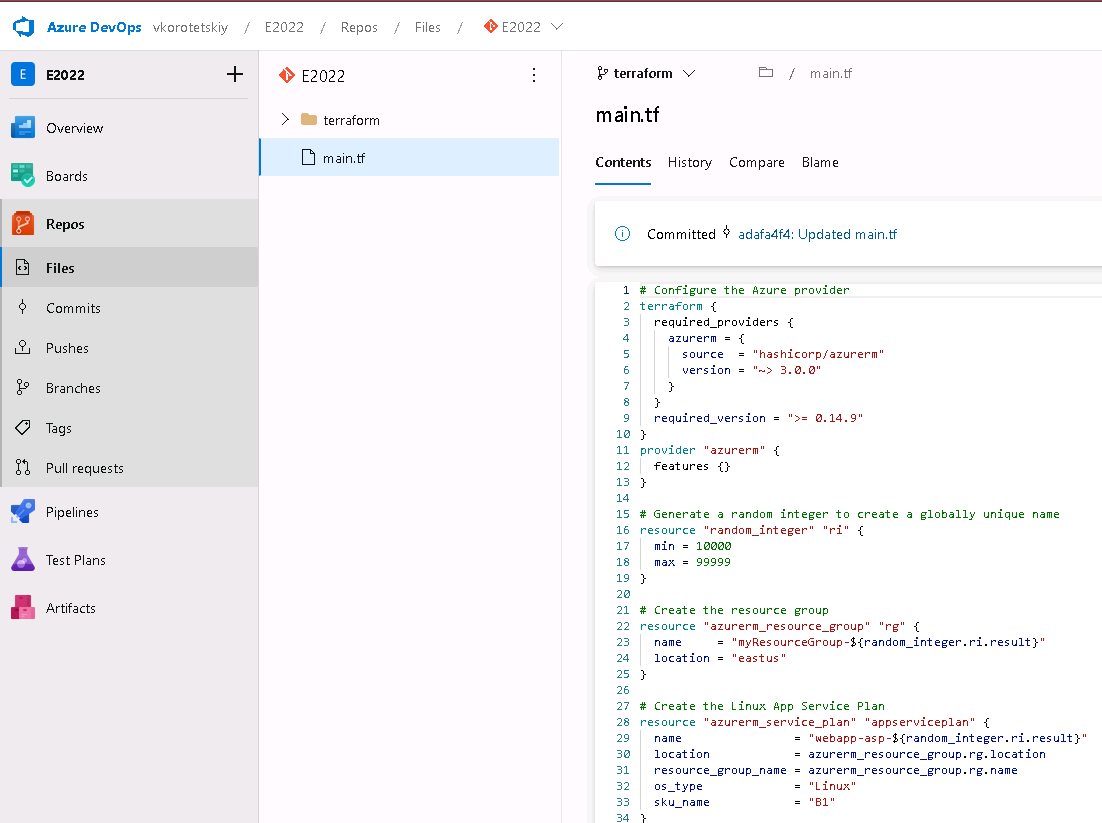 Azure DevOps vkorotetskiy / E2022 / Repos / Files / E2022
E E2022 +
Overview
Boards
Repos
Files
Commits
Pushes
Branches
Tags
Pull requests
Pipelines
Test Plans
Artifacts
E2022
terraform
main.tf
terraform / main.tf
main.tf
Contents History Compare Blame
Committed adafa4f4: Updated main.tf
1 # Configure the Azure provider
2 terraform {
3   required_providers {
4     azurerm = {
5       source  = "hashicorp/azurerm"
6       version = "~> 3.0.0"
7     }
8   }
9   required_version = ">= 0.14.9"
10 }
11 provider "azurerm" {
12   features {}
13 }
14
15 # Generate a random integer to create a globally unique name
16 resource "random_integer" "ri" {
17   min = 10000
18   max = 99999
19 }
20
21 # Create the resource group
22 resource "azurerm_resource_group" "rg" {
23   name     = "myResourceGroup-${random_integer.ri.result}"
24   location = "eastus"
25 }
26
27 # Create the Linux App Service Plan
28 resource "azurerm_service_plan" "appserviceplan" {
29   name                = "webapp-asp-${random_integer.ri.result}"
30   location            = azurerm_resource_group.rg.location
31   resource_group_name = azurerm_resource_group.rg.name
32   os_type             = "Linux"
33   sku_name            = "B1"
34 }